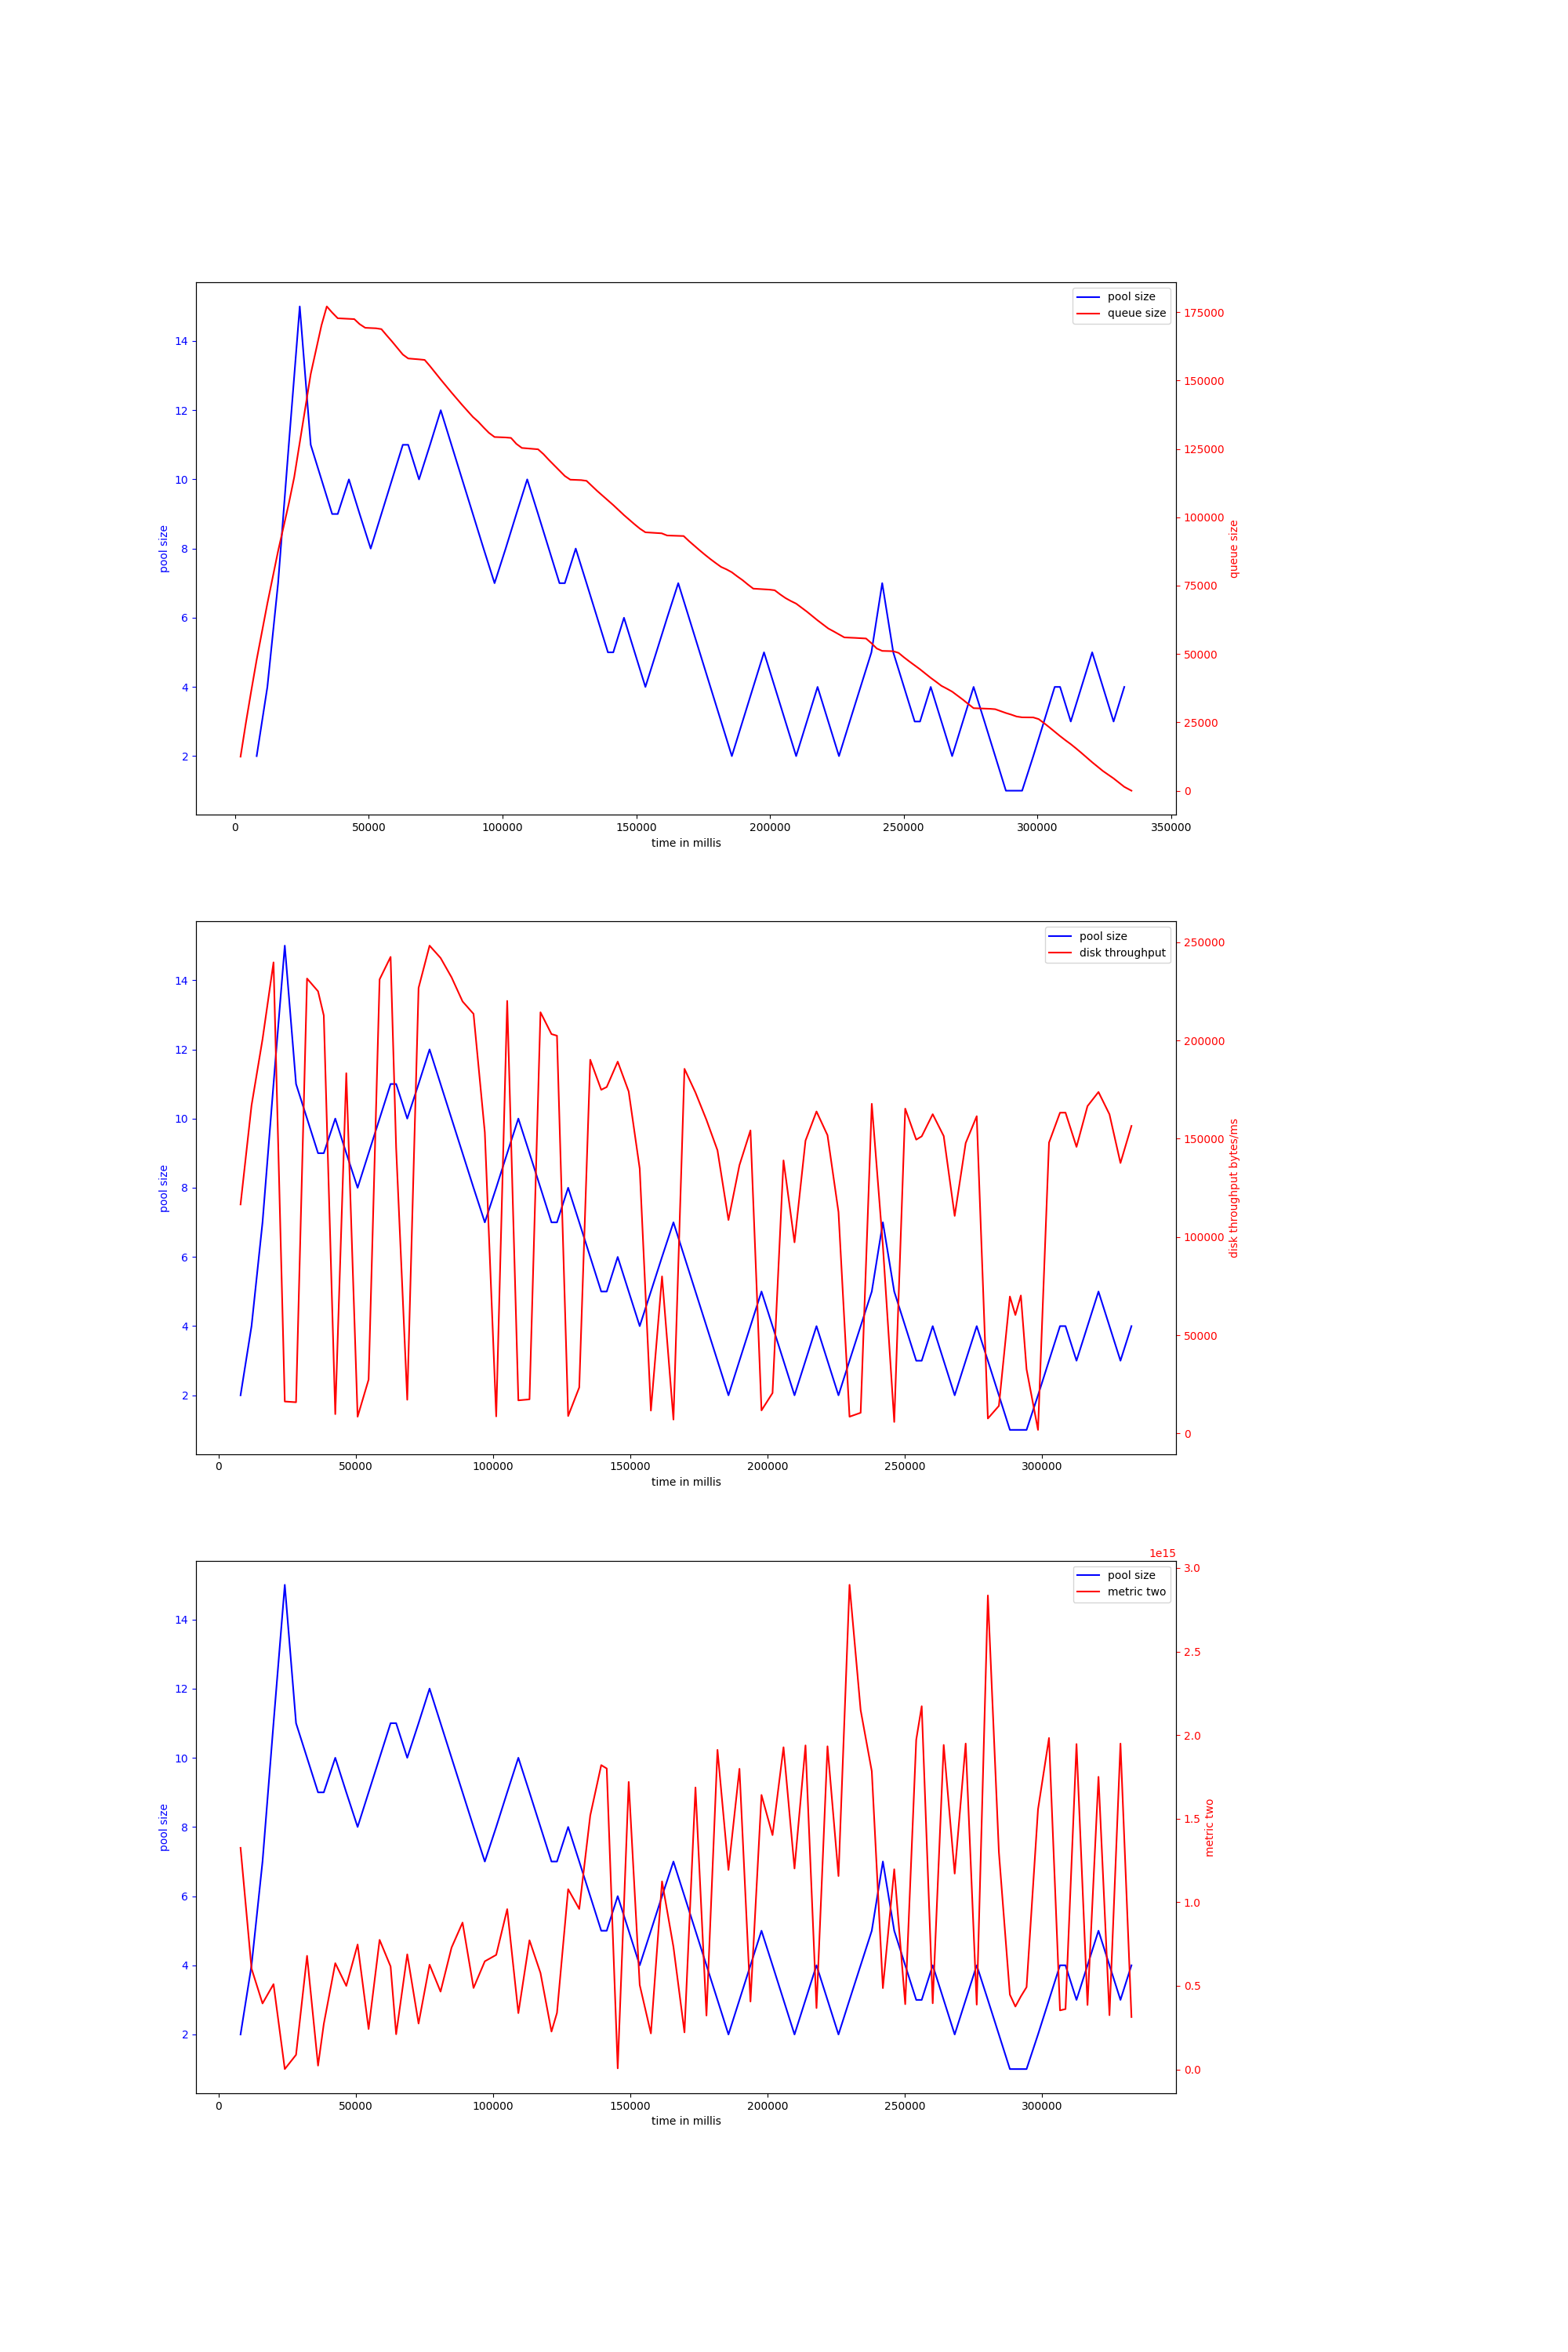 pool size
queue size
14
12
10
8
6
4
2
pool size
175000
150000
125000
100000
75000
50000
25000
0
queue size
0 50000 100000 150000 200000 250000 300000 350000
time in millis
pool size
disk throughput
14
12
10
8
6
4
2
pool size
250000
200000
150000
100000
50000
0
disk throughput bytes/ms
0 50000 100000 150000 200000 250000 300000
time in millis
1e15
pool size
metric two
14
12
10
8
6
4
2
pool size
3.0
2.5
2.0
1.5
1.0
0.5
0.0
metric two
0 50000 100000 150000 200000 250000 300000
time in millis